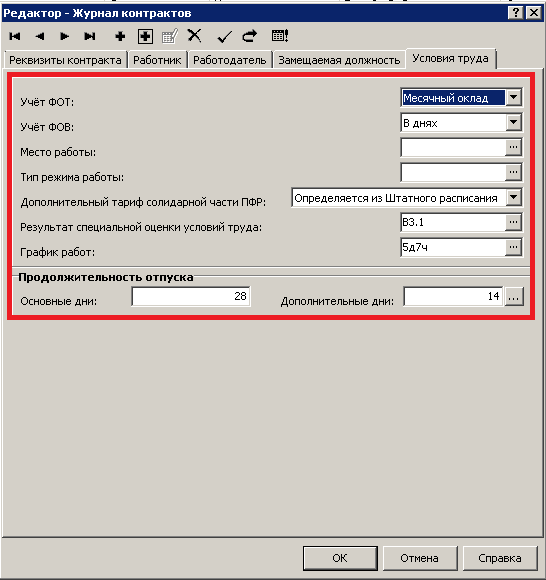 Редактор - Журнал контрактов
Реквизиты контракта Работник Работодатель Замещаемая должность Условия труда
Учёт ФОТ: Месячный оклад
Учёт ФОВ: В днях
Место работы:
Тип режима работы:
Дополнительный тариф солидарной части ПФР: Определяется из Штатного расписания
Результат специальной оценки условий труда: В3.1
График работ: 5д7ч
Продолжительность отпуска
Основные дни: 28 Дополнительные дни: 14
OK Отмена Справка